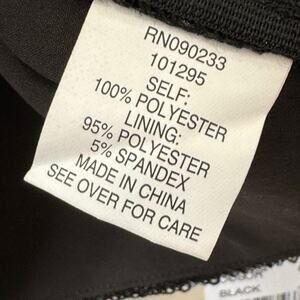 RN090233
101295
SELF:
100% POLYESTER
LINING:
95% POLYESTER
5% SPANDEX
MADE IN CHINA
SEE OVER FOR CARE
BLACK